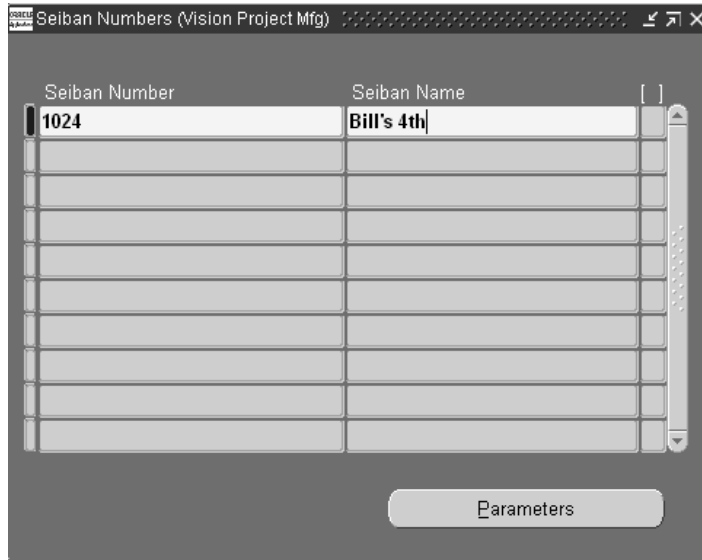 Seiban Numbers (Vision Project Mfg)
Seiban Number Seiban Name [ ]
1024 Bill's 4th
Parameters